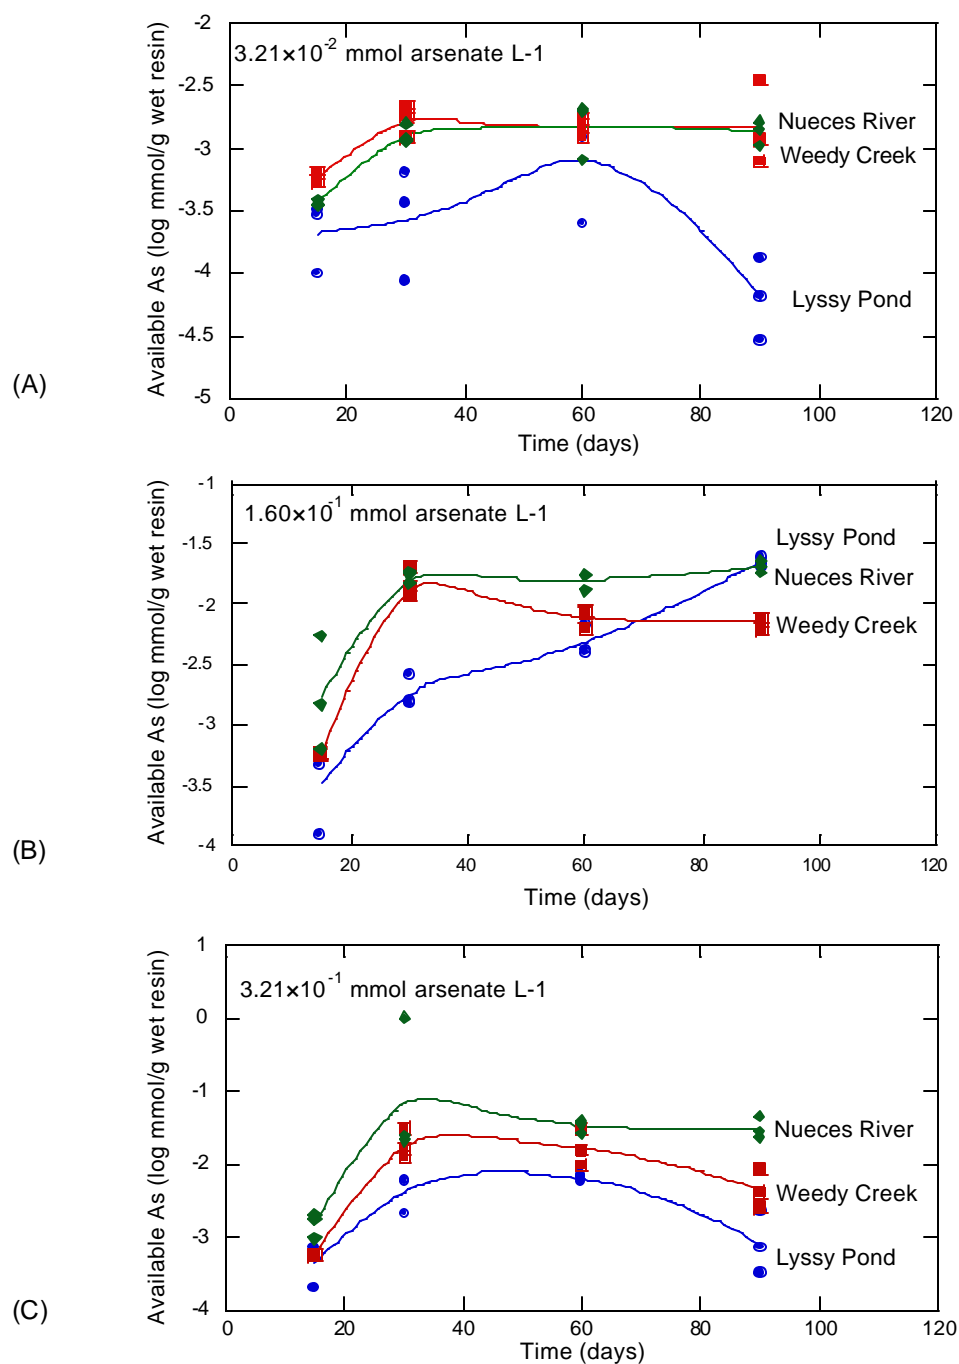 (A)
3.21×10-2 mmol arsenate L-1
Available As (log mmol/g wet resin)
-2
-2.5
-3
-3.5
-4
-4.5
-5
Nueces River
Weedy Creek
Lyssy Pond
0 20 40 60 80 100 120
Time (days)
(B)
1.60×10-1 mmol arsenate L-1
Available As (log mmol/g wet resin)
-1
-1.5
-2
-2.5
-3
-3.5
-4
Lyssy Pond
Nueces River
Weedy Creek
0 20 40 60 80 100 120
Time (days)
(C)
3.21×10-1 mmol arsenate L-1
Available As (log mmol/g wet resin)
1
0
-1
-2
-3
-4
Nueces River
Weedy Creek
Lyssy Pond
0 20 40 60 80 100 120
Time (days)